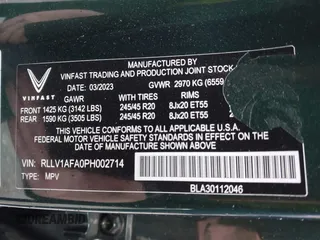 VINFAST
MANUFACTURED BY
VINFAST TRADING AND PRODUCTION JOINT STOCK
03/2023 GVWR 2970 KG (6559
GAWR TIRES RIMS
FRONT 1425 KG (3142 LBS) 245/45 R20 8Jx20 ET55
REAR 1590 KG (3505 LBS) 245/45 R20 8Jx20 ET55
THIS VEHICLE CONFORMS TO ALL APPLICABLE U.S.A.
FEDERAL MOTOR VEHICLE SAFETY STANDARDS IN EFFECT
ON THE DATE OF MANUFACTURE SHOWN ABOVE.
VIN: RLLV1AFA0PH002714
TYPE: MPV
BLA30112046
DREAMBID